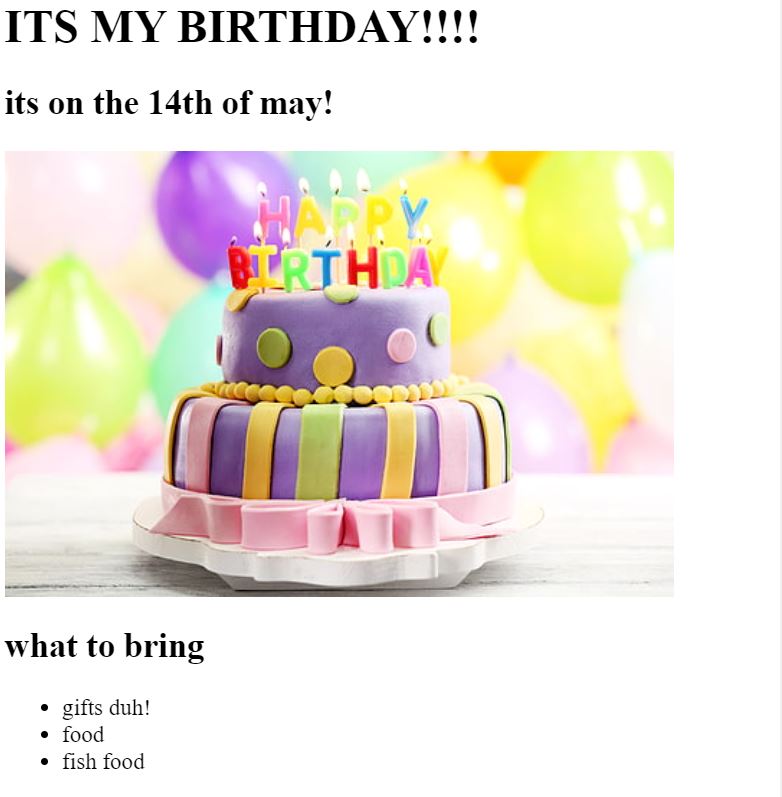 ITS MY BIRTHDAY!!!!
its on the 14th of may!
HAPPY
BIRTHDAY
what to bring
gifts duh!
food
fish food